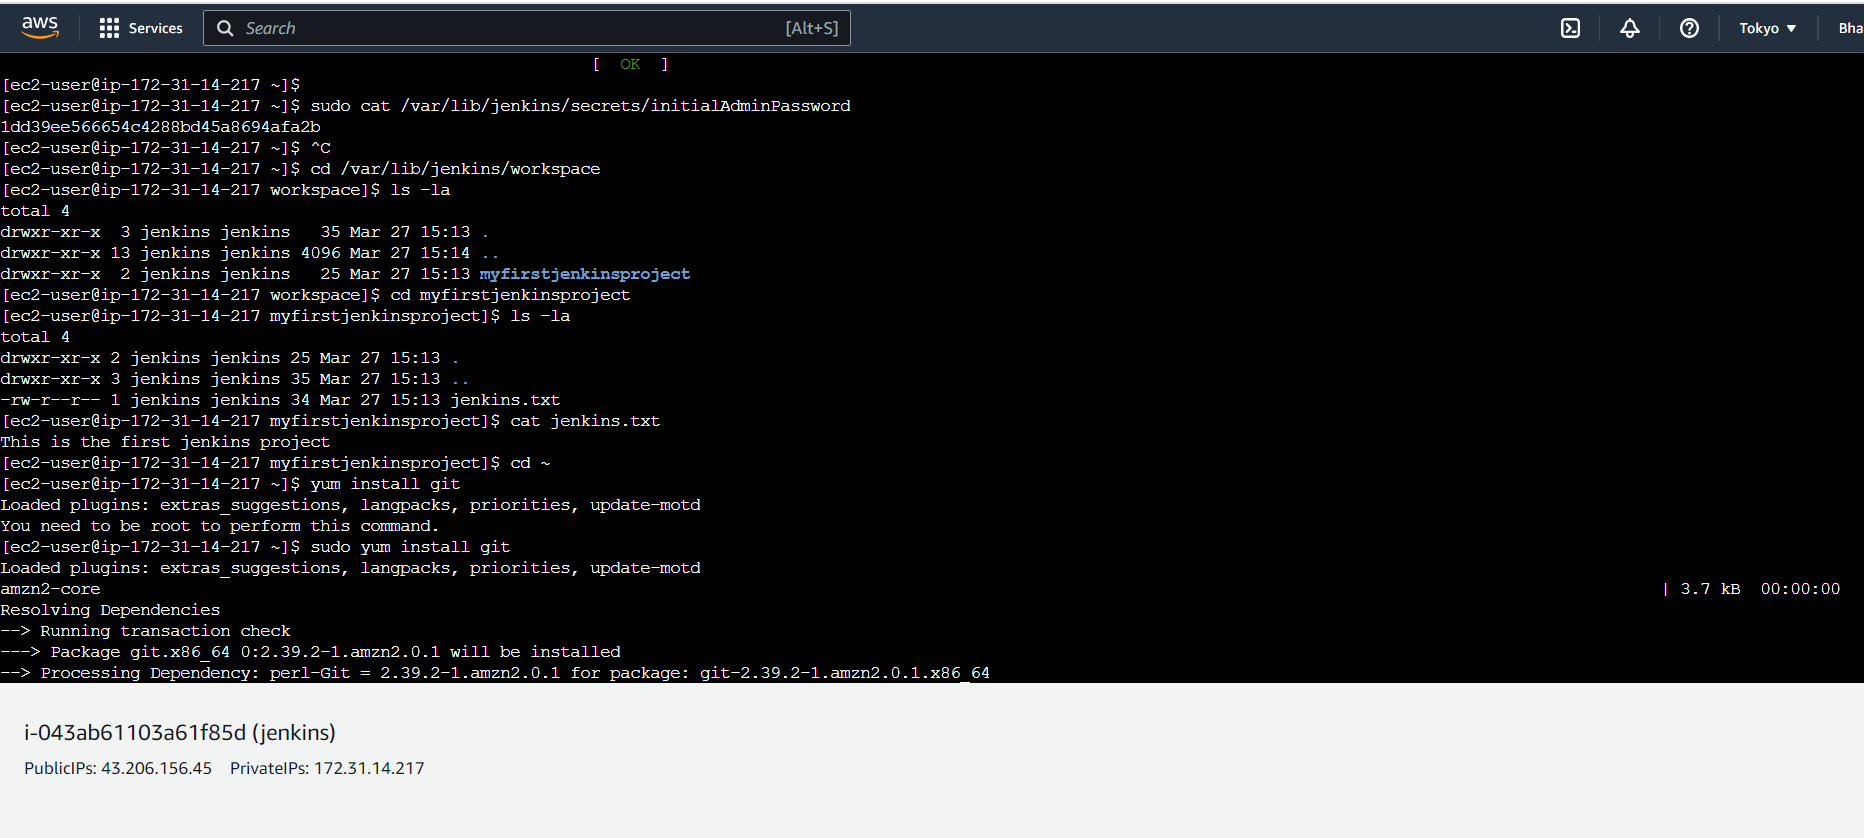 aws Services Search [Alt+S] Tokyo ▼ Bha
[ OK ]
[ec2-user@ip-172-31-14-217 ~]$
[ec2-user@ip-172-31-14-217 ~]$ sudo cat /var/lib/jenkins/secrets/initialAdminPassword
1dd39ee566654c4288bd45a8694afa2b
[ec2-user@ip-172-31-14-217 ~]$ ^C
[ec2-user@ip-172-31-14-217 ~]$ cd /var/lib/jenkins/workspace
[ec2-user@ip-172-31-14-217 workspace]$ ls -la
total 4
drwxr-xr-x  3 jenkins jenkins   35 Mar 27 15:13 .
drwxr-xr-x 13 jenkins jenkins 4096 Mar 27 15:14 ..
drwxr-xr-x  2 jenkins jenkins   25 Mar 27 15:13 myfirstjenkinsproject
[ec2-user@ip-172-31-14-217 workspace]$ cd myfirstjenkinsproject
[ec2-user@ip-172-31-14-217 myfirstjenkinsproject]$ ls -la
total 4
drwxr-xr-x 2 jenkins jenkins 25 Mar 27 15:13 .
drwxr-xr-x 3 jenkins jenkins 35 Mar 27 15:13 ..
-rw-r--r-- 1 jenkins jenkins 34 Mar 27 15:13 jenkins.txt
[ec2-user@ip-172-31-14-217 myfirstjenkinsproject]$ cat jenkins.txt
This is the first jenkins project
[ec2-user@ip-172-31-14-217 myfirstjenkinsproject]$ cd ~
[ec2-user@ip-172-31-14-217 ~]$ yum install git
Loaded plugins: extras_suggestions, langpacks, priorities, update-motd
You need to be root to perform this command.
[ec2-user@ip-172-31-14-217 ~]$ sudo yum install git
Loaded plugins: extras_suggestions, langpacks, priorities, update-motd
amzn2-core | 3.7 kB  00:00:00
Resolving Dependencies
--> Running transaction check
---> Package git.x86_64 0:2.39.2-1.amzn2.0.1 will be installed
--> Processing Dependency: perl-Git = 2.39.2-1.amzn2.0.1 for package: git-2.39.2-1.amzn2.0.1.x86_64
i-043ab61103a61f85d (jenkins)
PublicIPs: 43.206.156.45 PrivateIPs: 172.31.14.217